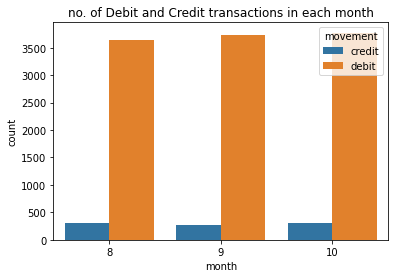 no. of Debit and Credit transactions in each month
movement
credit
debit
3500
3000
2500
2000
1500
1000
500
0
count
8 9 10
month